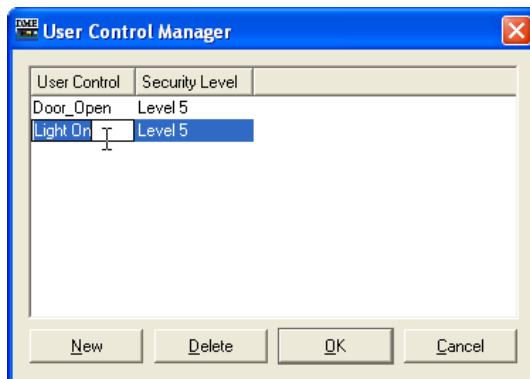 DME
User Control Manager
User Control Security Level
Door_Open Level 5
Light On Level 5
New Delete OK Cancel